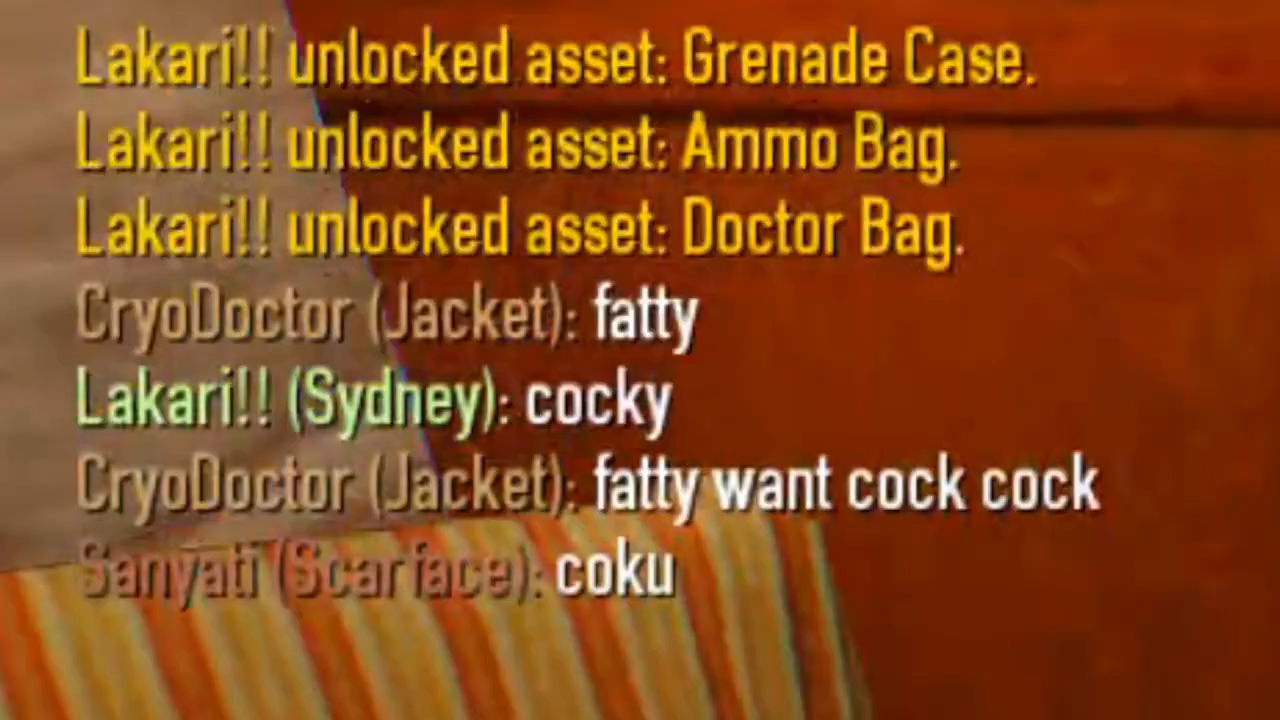 Lakari!! unlocked asset: Grenade Case.
Lakari!! unlocked asset: Ammo Bag.
Lakari!! unlocked asset: Doctor Bag.
CryoDoctor (Jacket): fatty
Lakari!! (Sydney): cocky
CryoDoctor (Jacket): fatty want cock cock
Sanyati (Scarface): coku